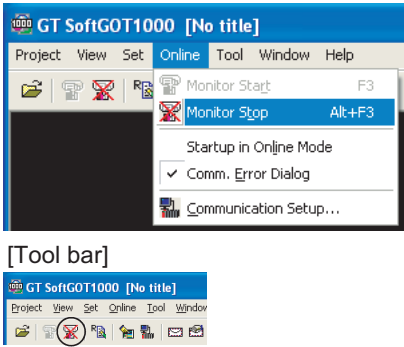 GT SoftGOT1000 [No title]
Project View Set Online Tool Window Help
Monitor Start F3
Monitor Stop Alt+F3
Startup in Online Mode
Comm. Error Dialog
Communication Setup...
[Tool bar]
GT SoftGOT1000 [No title]
Project View Set Online Tool Window